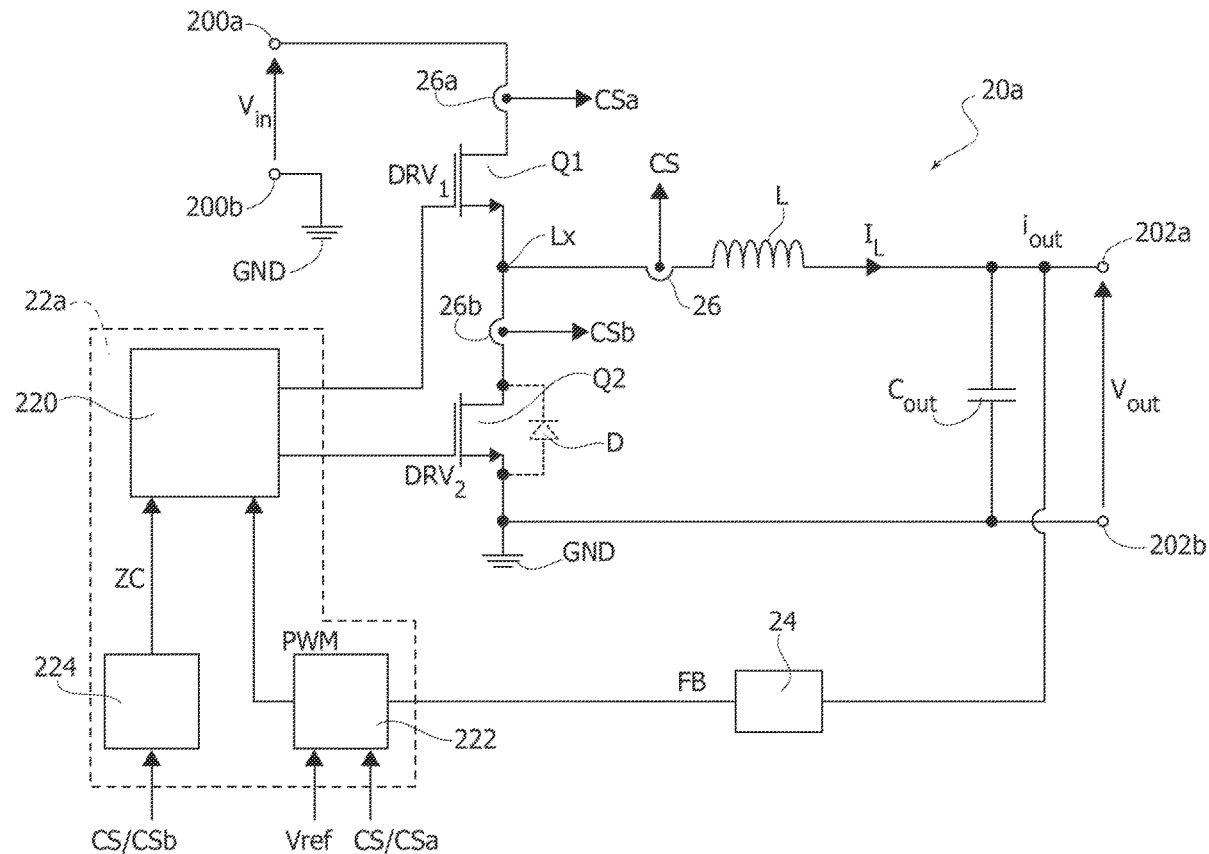 200a
26a
CSa
20a
Vin
DRV1
Q1
CS
L
200b
Lx
IL
iout
202a
GND
22a
26b
CSb
26
220
Q2
Cout
Vout
D
DRV2
GND
202b
ZC
224
PWM
24
FB
222
CS/CSb
Vref
CS/CSa